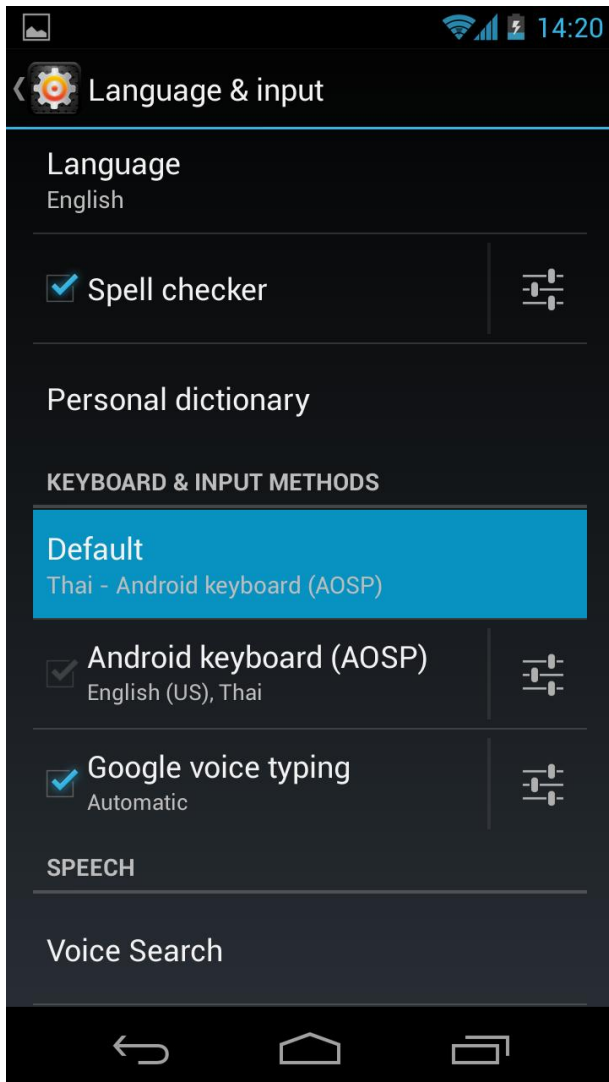 14:20
Language & input
Language
English
Spell checker
Personal dictionary
KEYBOARD & INPUT METHODS
Default
Thai - Android keyboard (AOSP)
Android keyboard (AOSP)
English (US), Thai
Google voice typing
Automatic
SPEECH
Voice Search